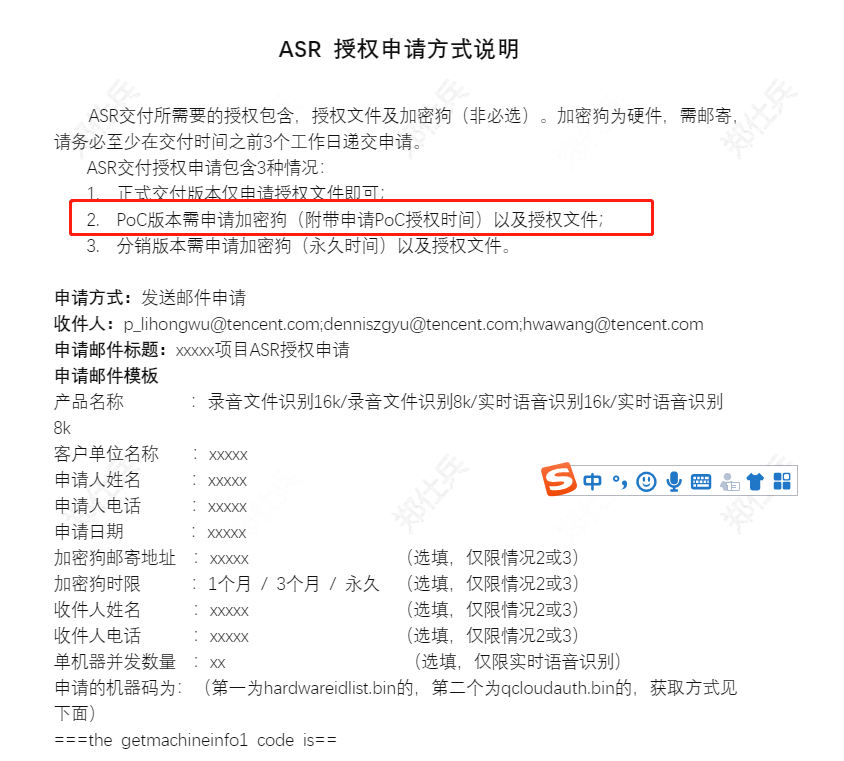 ASR 授权申请方式说明
ASR交付所需要的授权包含，授权文件及加密狗（非必选）。加密狗为硬件，需邮寄，
请务必至少在交付时间之前3个工作日递交申请。
ASR交付授权申请包含3种情况：
1. 正式交付版本仅申请授权文件即可；
2. PoC版本需申请加密狗（附带申请PoC授权时间）以及授权文件；
3. 分销版本需申请加密狗（永久时间）以及授权文件。
申请方式：发送邮件申请
收件人：p_lihongwu@tencent.com;denniszgyu@tencent.com;hwawang@tencent.com
申请邮件标题：xxxxx项目ASR授权申请
申请邮件模板
产品名称 ：录音文件识别16k/录音文件识别8k/实时语音识别16k/实时语音识别
8k
客户单位名称 ：xxxxx
申请人姓名 ：xxxxx
申请人电话 ：xxxxx
申请日期 ：xxxxx
加密狗邮寄地址 ：xxxxx （选填，仅限情况2或3）
加密狗时限 ：1个月 / 3个月 / 永久 （选填，仅限情况2或3）
收件人姓名 ：xxxxx （选填，仅限情况2或3）
收件人电话 ：xxxxx （选填，仅限情况2或3）
单机器并发数量 ：xx （选填，仅限实时语音识别）
申请的机器码为：（第一为hardwareidlist.bin的，第二个为qcloudauth.bin的，获取方式见
下面）
===the getmachineinfo1 code is==
郑仕兵
郑仕兵
郑仕兵
郑仕兵
郑仕兵
郑仕兵
S中